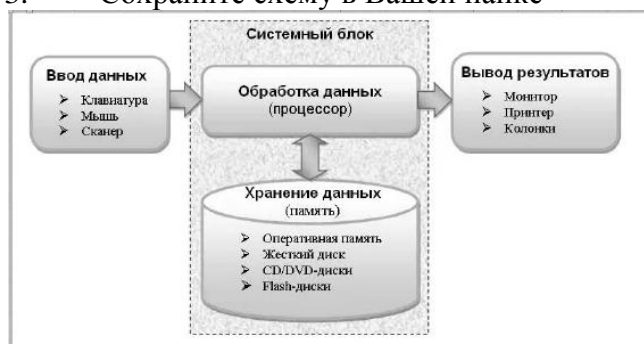 Сохраните схему в Вашей папке
Системный блок
Ввод данных
➢ Клавиатура
➢ Мышь
➢ Сканер
Обработка данных
(процессор)
Вывод результатов
➢ Монитор
➢ Принтер
➢ Колонки
Хранение данных
(память)
➢ Оперативная память
➢ Жесткий диск
➢ CD/DVD-диски
➢ Flash-диски